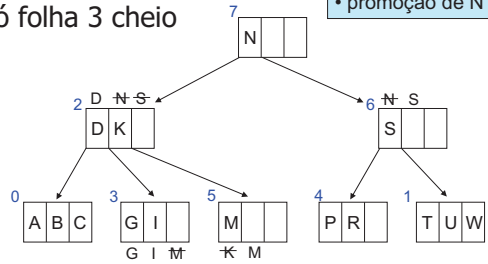 ó folha 3 cheio
• promoção de N
7
N
2 D N S
6 N S
D K
S
0 3 5 4 1
A B C G I M P R T U W
G I M K M